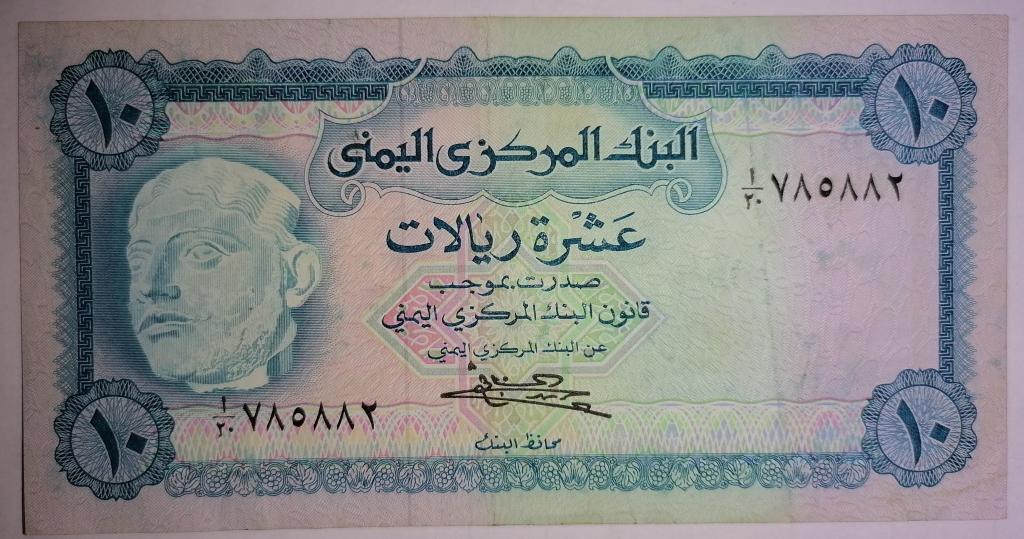 ١٠
١٠
البنك المركزي اليمني
١/٢٠ ٧٨٥٨٨٢
عَشْرة ريالات
صدرت بموجب
قانون البنك المركزي اليمني
عن البنك المركزي اليمني
١/٢٠ ٧٨٥٨٨٢
محافظ البنك
١٠
١٠